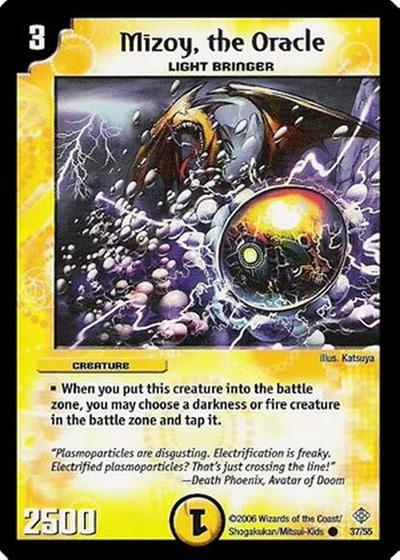 3
Mizoy, the Oracle
LIGHT BRINGER
illus. Katsuya
CREATURE
▪ When you put this creature into the battle
zone, you may choose a darkness or fire creature
in the battle zone and tap it.
"Plasmoparticles are disgusting. Electrification is freaky.
Electrified plasmoparticles? That's just crossing the line!"
—Death Phoenix, Avatar of Doom
2500
1
©2006 Wizards of the Coast/
Shogakukan/Mitsui-Kids ● 37/55